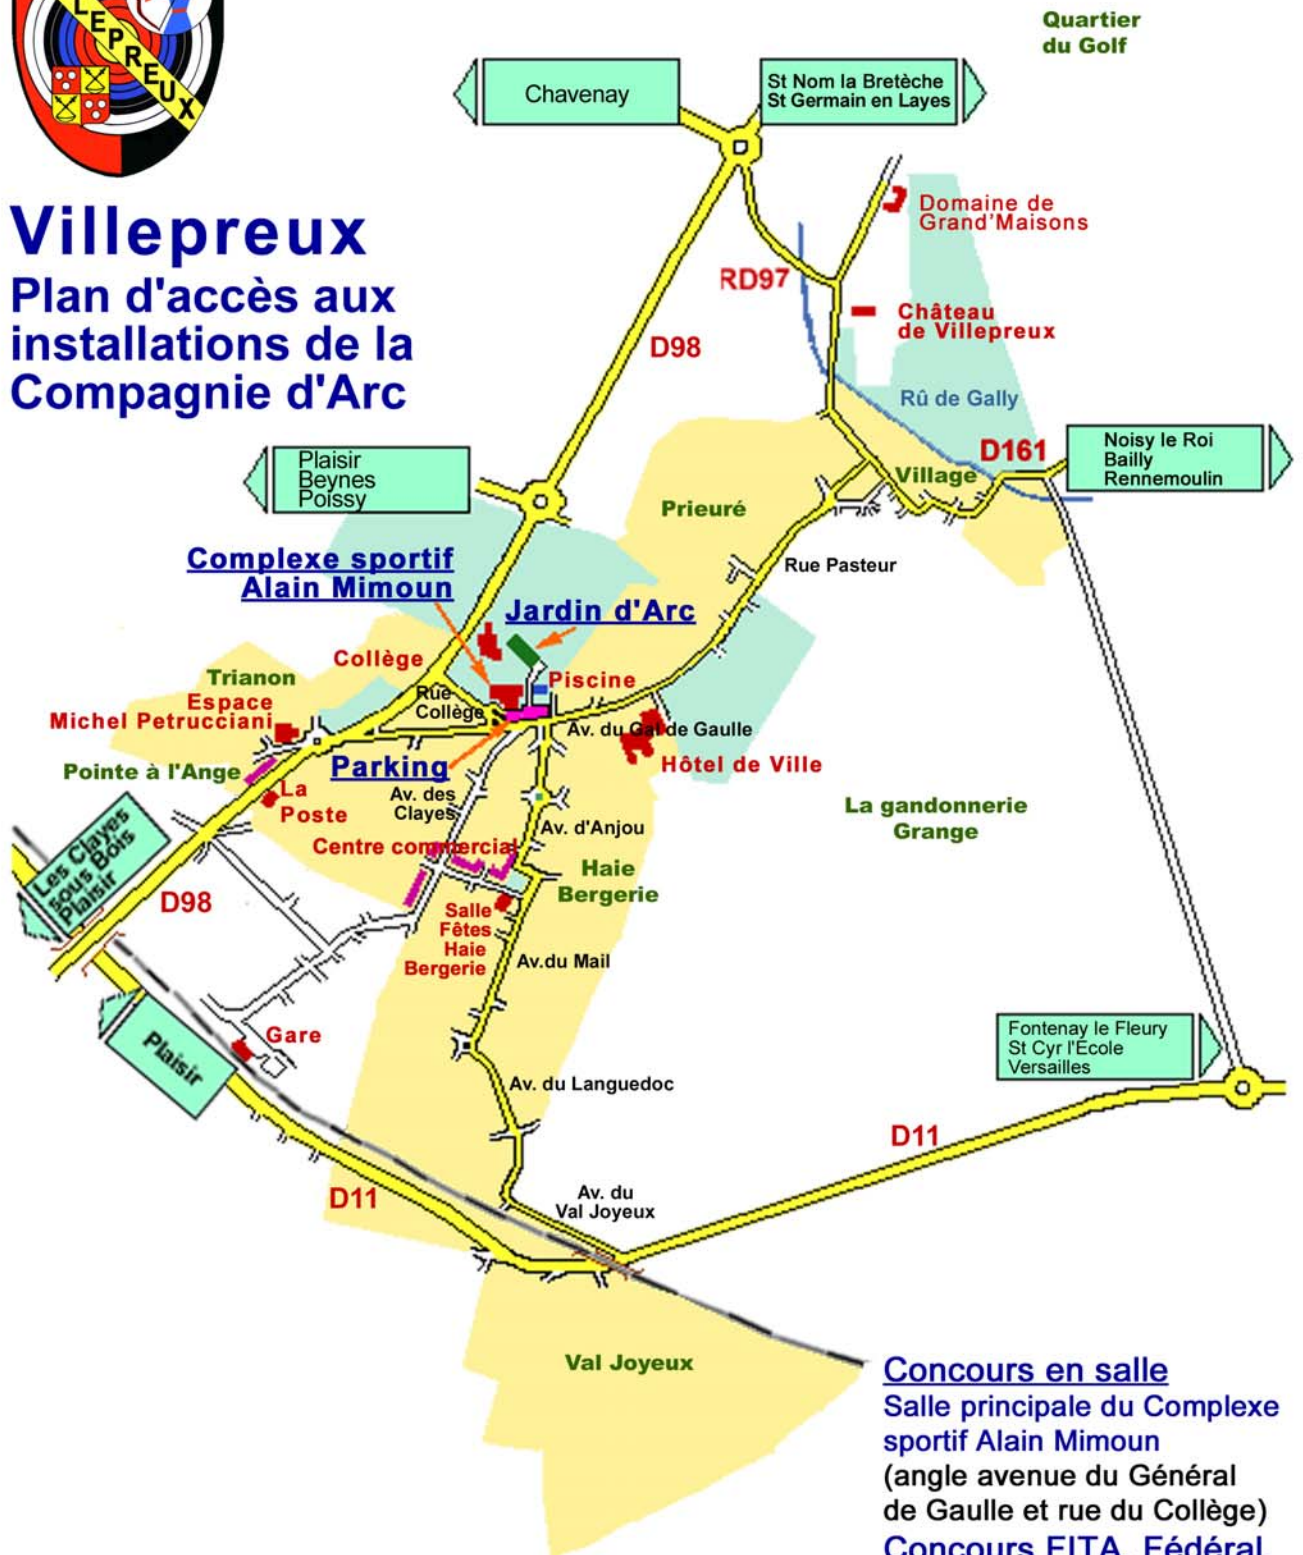 LEPREUX
Quartier
du Golf
Chavenay
St Nom la Bretèche
St Germain en Layes
Villepreux
Plan d'accès aux
installations de la
Compagnie d'Arc
Domaine de
Grand'Maisons
RD97
Château
de Villepreux
D98
Rû de Gally
D161
Noisy le Roi
Bailly
Rennemoulin
Village
Plaisir
Beynes
Poissy
Prieuré
Rue Pasteur
Complexe sportif
Alain Mimoun
Jardin d'Arc
Collège
Trianon
Piscine
Espace
Michel Petrucciani
Rue
Collège
Av. du Gal de Gaulle
Hôtel de Ville
Pointe à l'Ange
Parking
La
Poste
Av. des
Clayes
La gandonnerie
Grange
Av. d'Anjou
Centre commercial
Haie
Bergerie
Les Clayes
sous Bois
Plaisir
D98
Salle
Fêtes
Haie
Bergerie
Av.du Mail
Plaisir
Gare
Fontenay le Fleury
St Cyr l'École
Versailles
Av. du Languedoc
D11
D11
Av. du
Val Joyeux
Val Joyeux
Concours en salle
Salle principale du Complexe
sportif Alain Mimoun
(angle avenue du Général
de Gaulle et rue du Collège)
Concours FITA, Fédéral,